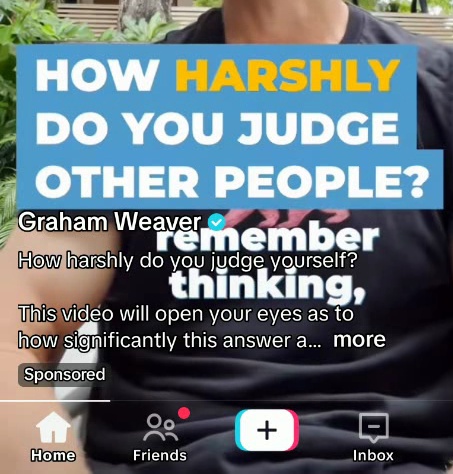 HOW HARSHLY
DO YOU JUDGE
OTHER PEOPLE?
Graham Weaver
remember
How harshly do you judge yourself?
thinking,
This video will open your eyes as to
how significantly this answer a... more
Sponsored
Home
Friends
Inbox